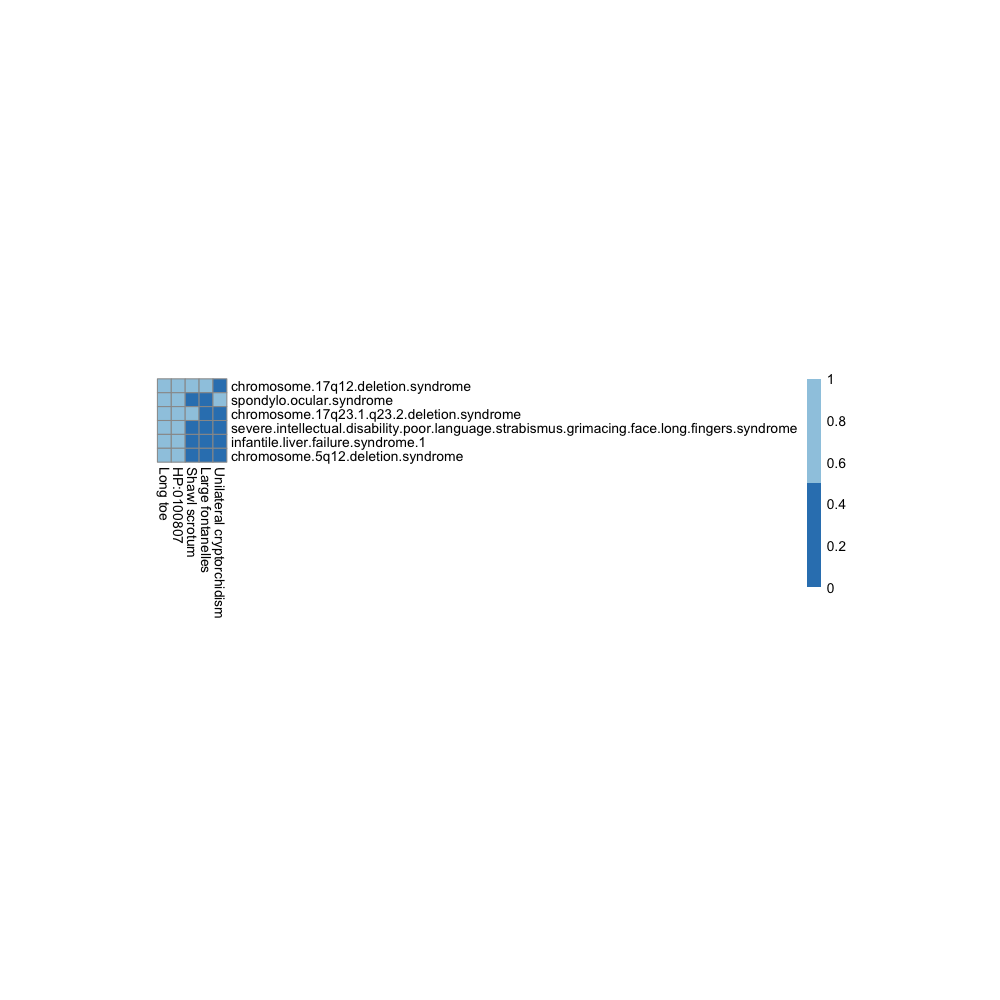 chromosome.17q12.deletion.syndrome
spondylo.ocular.syndrome
chromosome.17q23.1.q23.2.deletion.syndrome
severe.intellectual.disability.poor.language.strabismus.grimacing.face.long.fingers.syndrome
infantile.liver.failure.syndrome.1
chromosome.5q12.deletion.syndrome
Long toe
HP:0100807
Shawl scrotum
Large fontanelles
Unilateral cryptorchidism
1
0.8
0.6
0.4
0.2
0